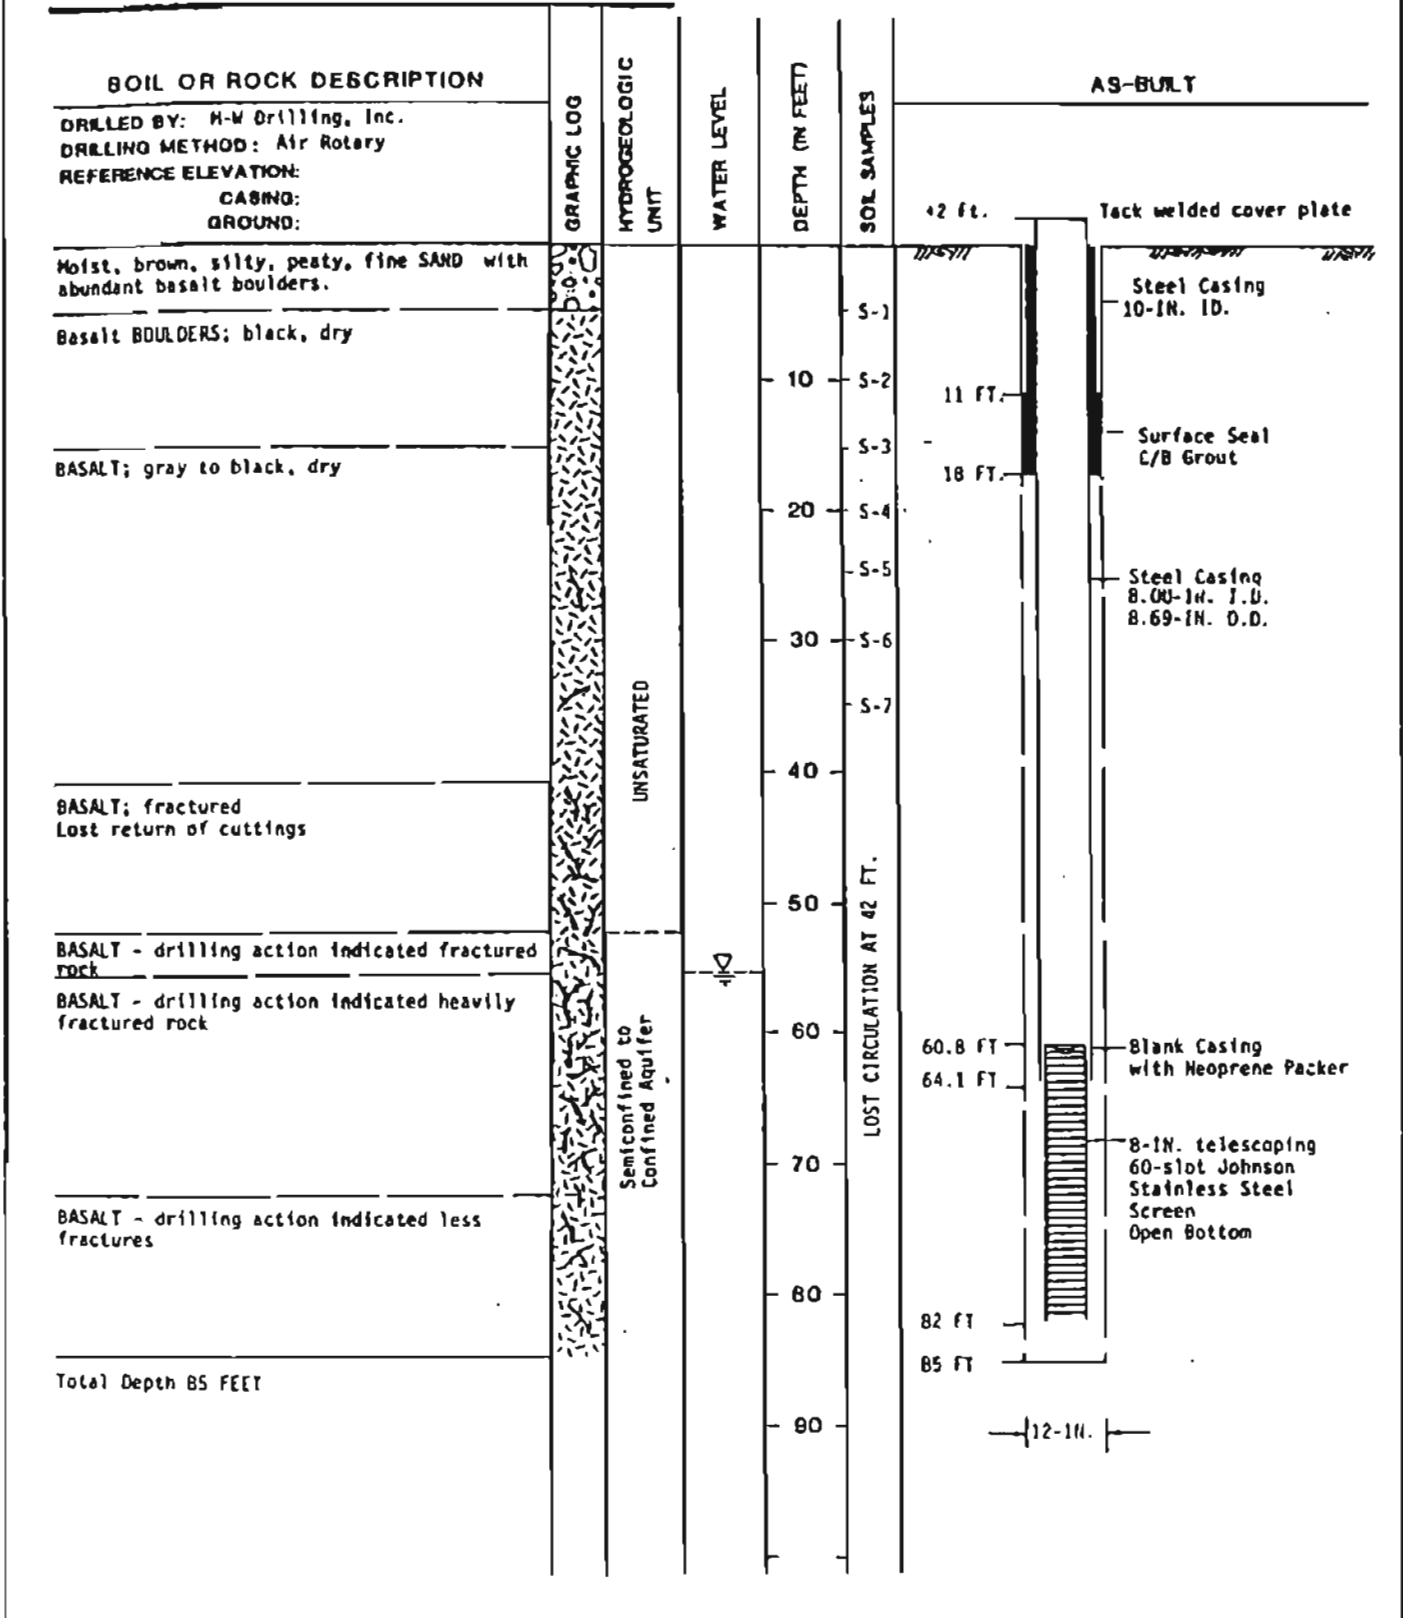 BOIL OR ROCK DESCRIPTION
DRILLED BY: H-W Drilling, Inc.
DRILLING METHOD: Air Rotary
REFERENCE ELEVATION:
CASING:
GROUND:
GRAPHIC LOG
HYDROGEOLOGIC
UNIT
WATER LEVEL
DEPTH (IN FEET)
SOIL SAMPLES
AS-BUILT
+2 ft.
Tack welded cover plate
Moist, brown, silty, peaty, fine SAND with
abundant basalt boulders.
Basalt BOULDERS; black, dry
BASALT; gray to black, dry
BASALT; fractured
Lost return of cuttings
BASALT - drilling action indicated fractured
rock
BASALT - drilling action indicated heavily
fractured rock
BASALT - drilling action indicated less
fractures
Total Depth 85 FEET
UNSATURATED
Semiconfined to
Confined Aquifer
10
20
30
40
50
60
70
80
90
S-1
S-2
S-3
S-4
S-5
S-6
S-7
LOST CIRCULATION AT 42 FT.
Steel Casing
10-IN. ID.
11 FT.
Surface Seal
C/B Grout
18 FT.
Steel Casing
8.00-IN. I.D.
8.69-IN. O.D.
60.8 FT
64.1 FT
Blank Casing
with Neoprene Packer
8-IN. telescoping
60-slot Johnson
Stainless Steel
Screen
Open Bottom
82 FT
85 FT
12-IN.